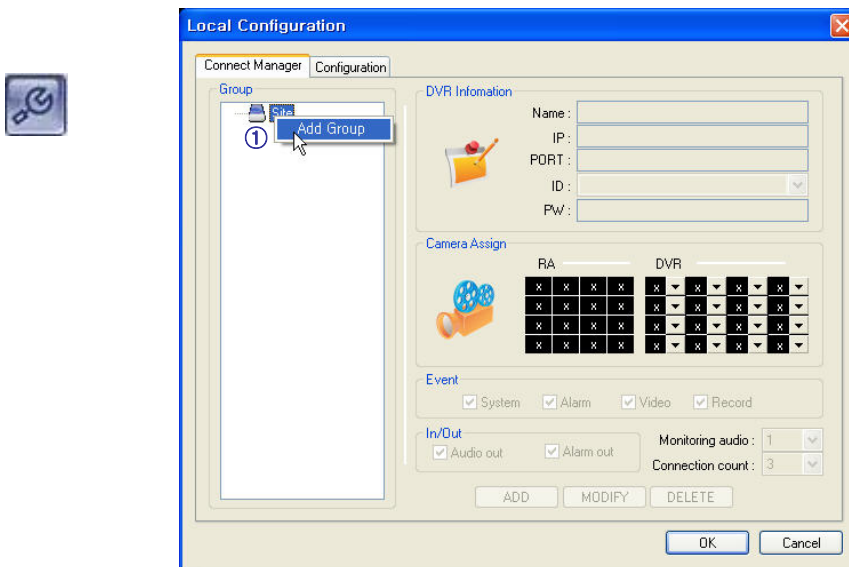 Local Configuration
Connect Manager
Configuration
Group
Site
① Add Group
DVR Infomation
Name :
IP :
PORT :
ID :
PW :
Camera Assign
RA
DVR
x x x x x x x x
x x x x x x x x
x x x x x x x x
x x x x x x x x
Event
System Alarm Video Record
In/Out
Audio out Alarm out
Monitoring audio : 1
Connection count : 3
ADD MODIFY DELETE
OK Cancel